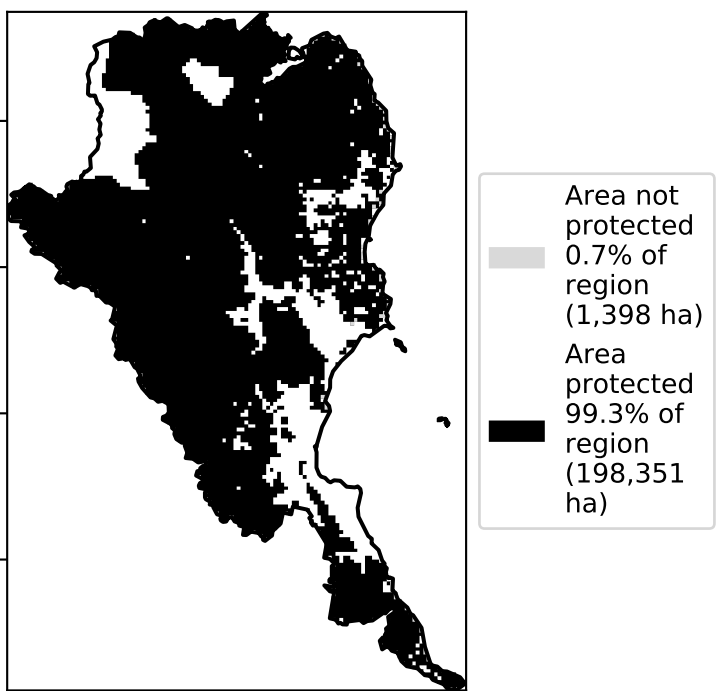 Area not
protected
0.7% of
region
(1,398 ha)
Area
protected
99.3% of
region
(198,351
ha)